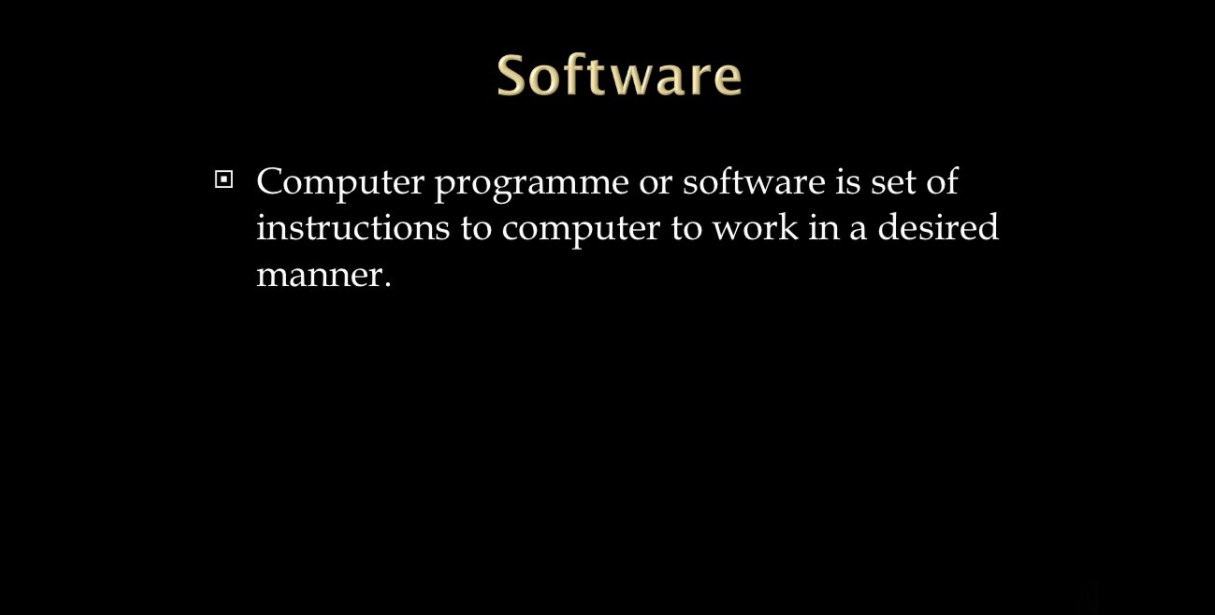 Software
Computer programme or software is set of
instructions to computer to work in a desired
manner.